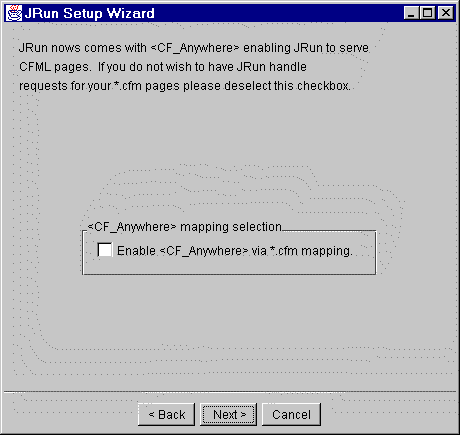 JRun Setup Wizard
JRun nows comes with <CF_Anywhere> enabling JRun to serve
CFML pages. If you do not wish to have JRun handle
requests for your *.cfm pages please deselect this checkbox.
<CF_Anywhere> mapping selection
Enable <CF_Anywhere> via *.cfm mapping.
< Back Next > Cancel